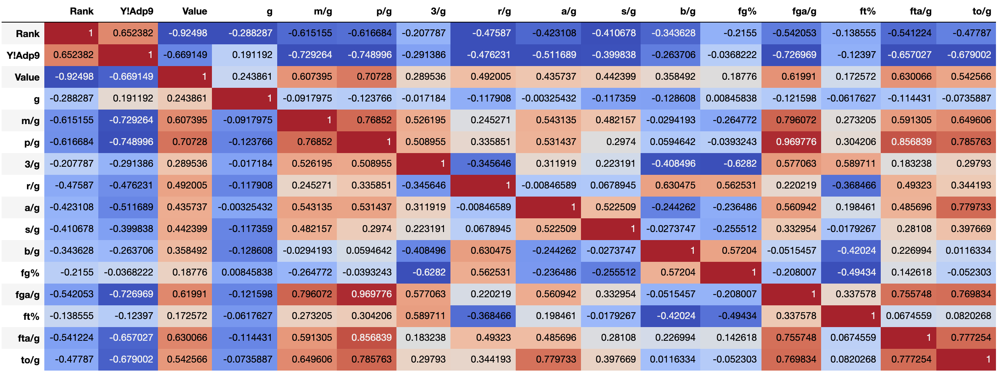 Rank Y!Adp9 Value g m/g p/g 3/g r/g a/g s/g b/g fg% fga/g ft% fta/g to/g
Rank 1 0.652382 -0.92498 -0.288287 -0.615155 -0.616684 -0.207787 -0.47587 -0.423108 -0.410678 -0.343628 -0.2155 -0.542053 -0.138555 -0.541224 -0.47787
Y!Adp9 0.652382 1 -0.669149 0.191192 -0.729264 -0.748996 -0.291386 -0.476231 -0.511689 -0.399838 -0.263706 -0.0368222 -0.726969 -0.12397 -0.657027 -0.679002
Value -0.92498 -0.669149 1 0.243861 0.607395 0.70728 0.289536 0.492005 0.435737 0.442399 0.358492 0.18776 0.61991 0.172572 0.630066 0.542566
g -0.288287 0.191192 0.243861 1 -0.0917975 -0.123766 -0.017184 -0.117908 -0.00325432 -0.117359 -0.128608 0.00845838 -0.121598 -0.0617627 -0.114431 -0.0735887
m/g -0.615155 -0.729264 0.607395 -0.0917975 1 0.76852 0.526195 0.245271 0.543135 0.482157 -0.0294193 -0.264772 0.796072 0.273205 0.591305 0.649606
p/g -0.616684 -0.748996 0.70728 -0.123766 0.76852 1 0.508955 0.335851 0.531437 0.2974 0.0594642 -0.0393243 0.969776 0.304206 0.856839 0.785763
3/g -0.207787 -0.291386 0.289536 -0.017184 0.526195 0.508955 1 -0.345646 0.311919 0.223191 -0.408496 -0.6282 0.577063 0.589711 0.183238 0.29793
r/g -0.47587 -0.476231 0.492005 -0.117908 0.245271 0.335851 -0.345646 1 -0.00846589 0.0678945 0.630475 0.562531 0.220219 -0.368466 0.49323 0.344193
a/g -0.423108 -0.511689 0.435737 -0.00325432 0.543135 0.531437 0.311919 -0.00846589 1 0.522509 -0.244262 -0.236486 0.560942 0.198461 0.485696 0.779733
s/g -0.410678 -0.399838 0.442399 -0.117359 0.482157 0.2974 0.223191 0.0678945 0.522509 1 -0.0273747 -0.255512 0.332954 -0.0179267 0.28108 0.397669
b/g -0.343628 -0.263706 0.358492 -0.128608 -0.0294193 0.0594642 -0.408496 0.630475 -0.244262 -0.0273747 1 0.57204 -0.0515457 -0.42024 0.226994 0.0116334
fg% -0.2155 -0.0368222 0.18776 0.00845838 -0.264772 -0.0393243 -0.6282 0.562531 -0.236486 -0.255512 0.57204 1 -0.208007 -0.49434 0.142618 -0.052303
fga/g -0.542053 -0.726969 0.61991 -0.121598 0.796072 0.969776 0.577063 0.220219 0.560942 0.332954 -0.0515457 -0.208007 1 0.337578 0.755748 0.769834
ft% -0.138555 -0.12397 0.172572 -0.0617627 0.273205 0.304206 0.589711 -0.368466 0.198461 -0.0179267 -0.42024 -0.49434 0.337578 1 0.0674559 0.0820268
fta/g -0.541224 -0.657027 0.630066 -0.114431 0.591305 0.856839 0.183238 0.49323 0.485696 0.28108 0.226994 0.142618 0.755748 0.0674559 1 0.777254
to/g -0.47787 -0.679002 0.542566 -0.0735887 0.649606 0.785763 0.29793 0.344193 0.779733 0.397669 0.0116334 -0.052303 0.769834 0.0820268 0.777254 1